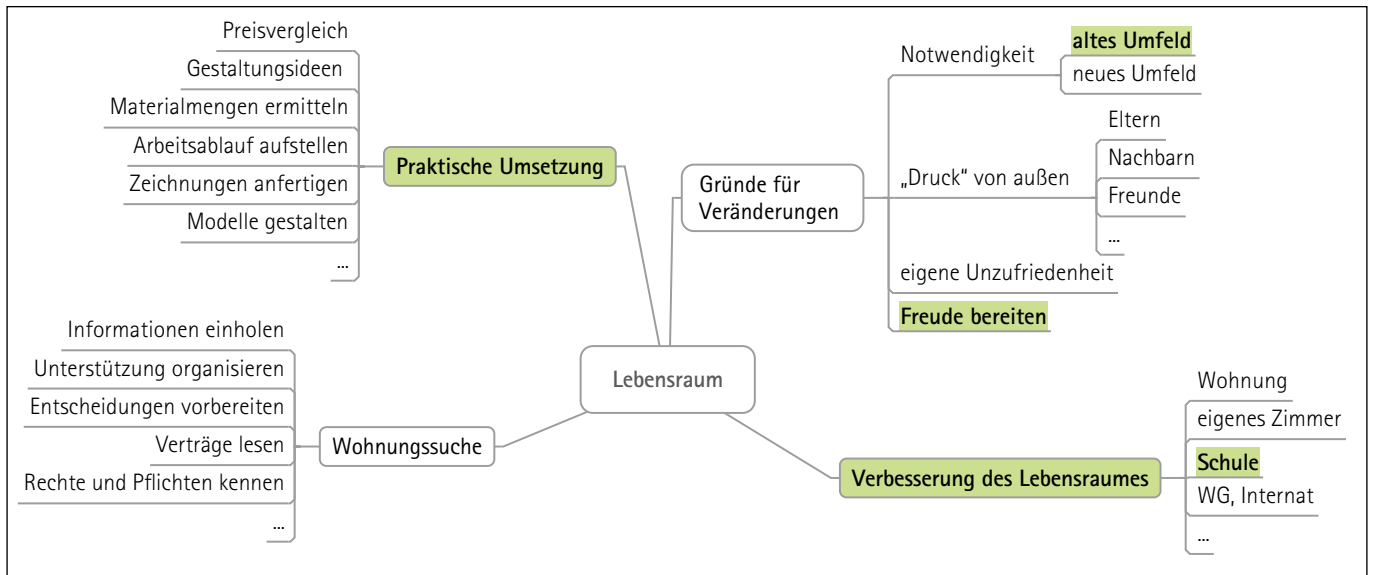 Preisvergleich
Gestaltungsideen
Materialmengen ermitteln
Arbeitsablauf aufstellen
Zeichnungen anfertigen
Modelle gestalten
...
Praktische Umsetzung
Informationen einholen
Unterstützung organisieren
Entscheidungen vorbereiten
Verträge lesen
Rechte und Pflichten kennen
...
Wohnungssuche
Lebensraum
Gründe für
Veränderungen
Notwendigkeit
altes Umfeld
neues Umfeld
„Druck“ von außen
Eltern
Nachbarn
Freunde
...
eigene Unzufriedenheit
Freude bereiten
Verbesserung des Lebensraumes
Wohnung
eigenes Zimmer
Schule
WG, Internat
...